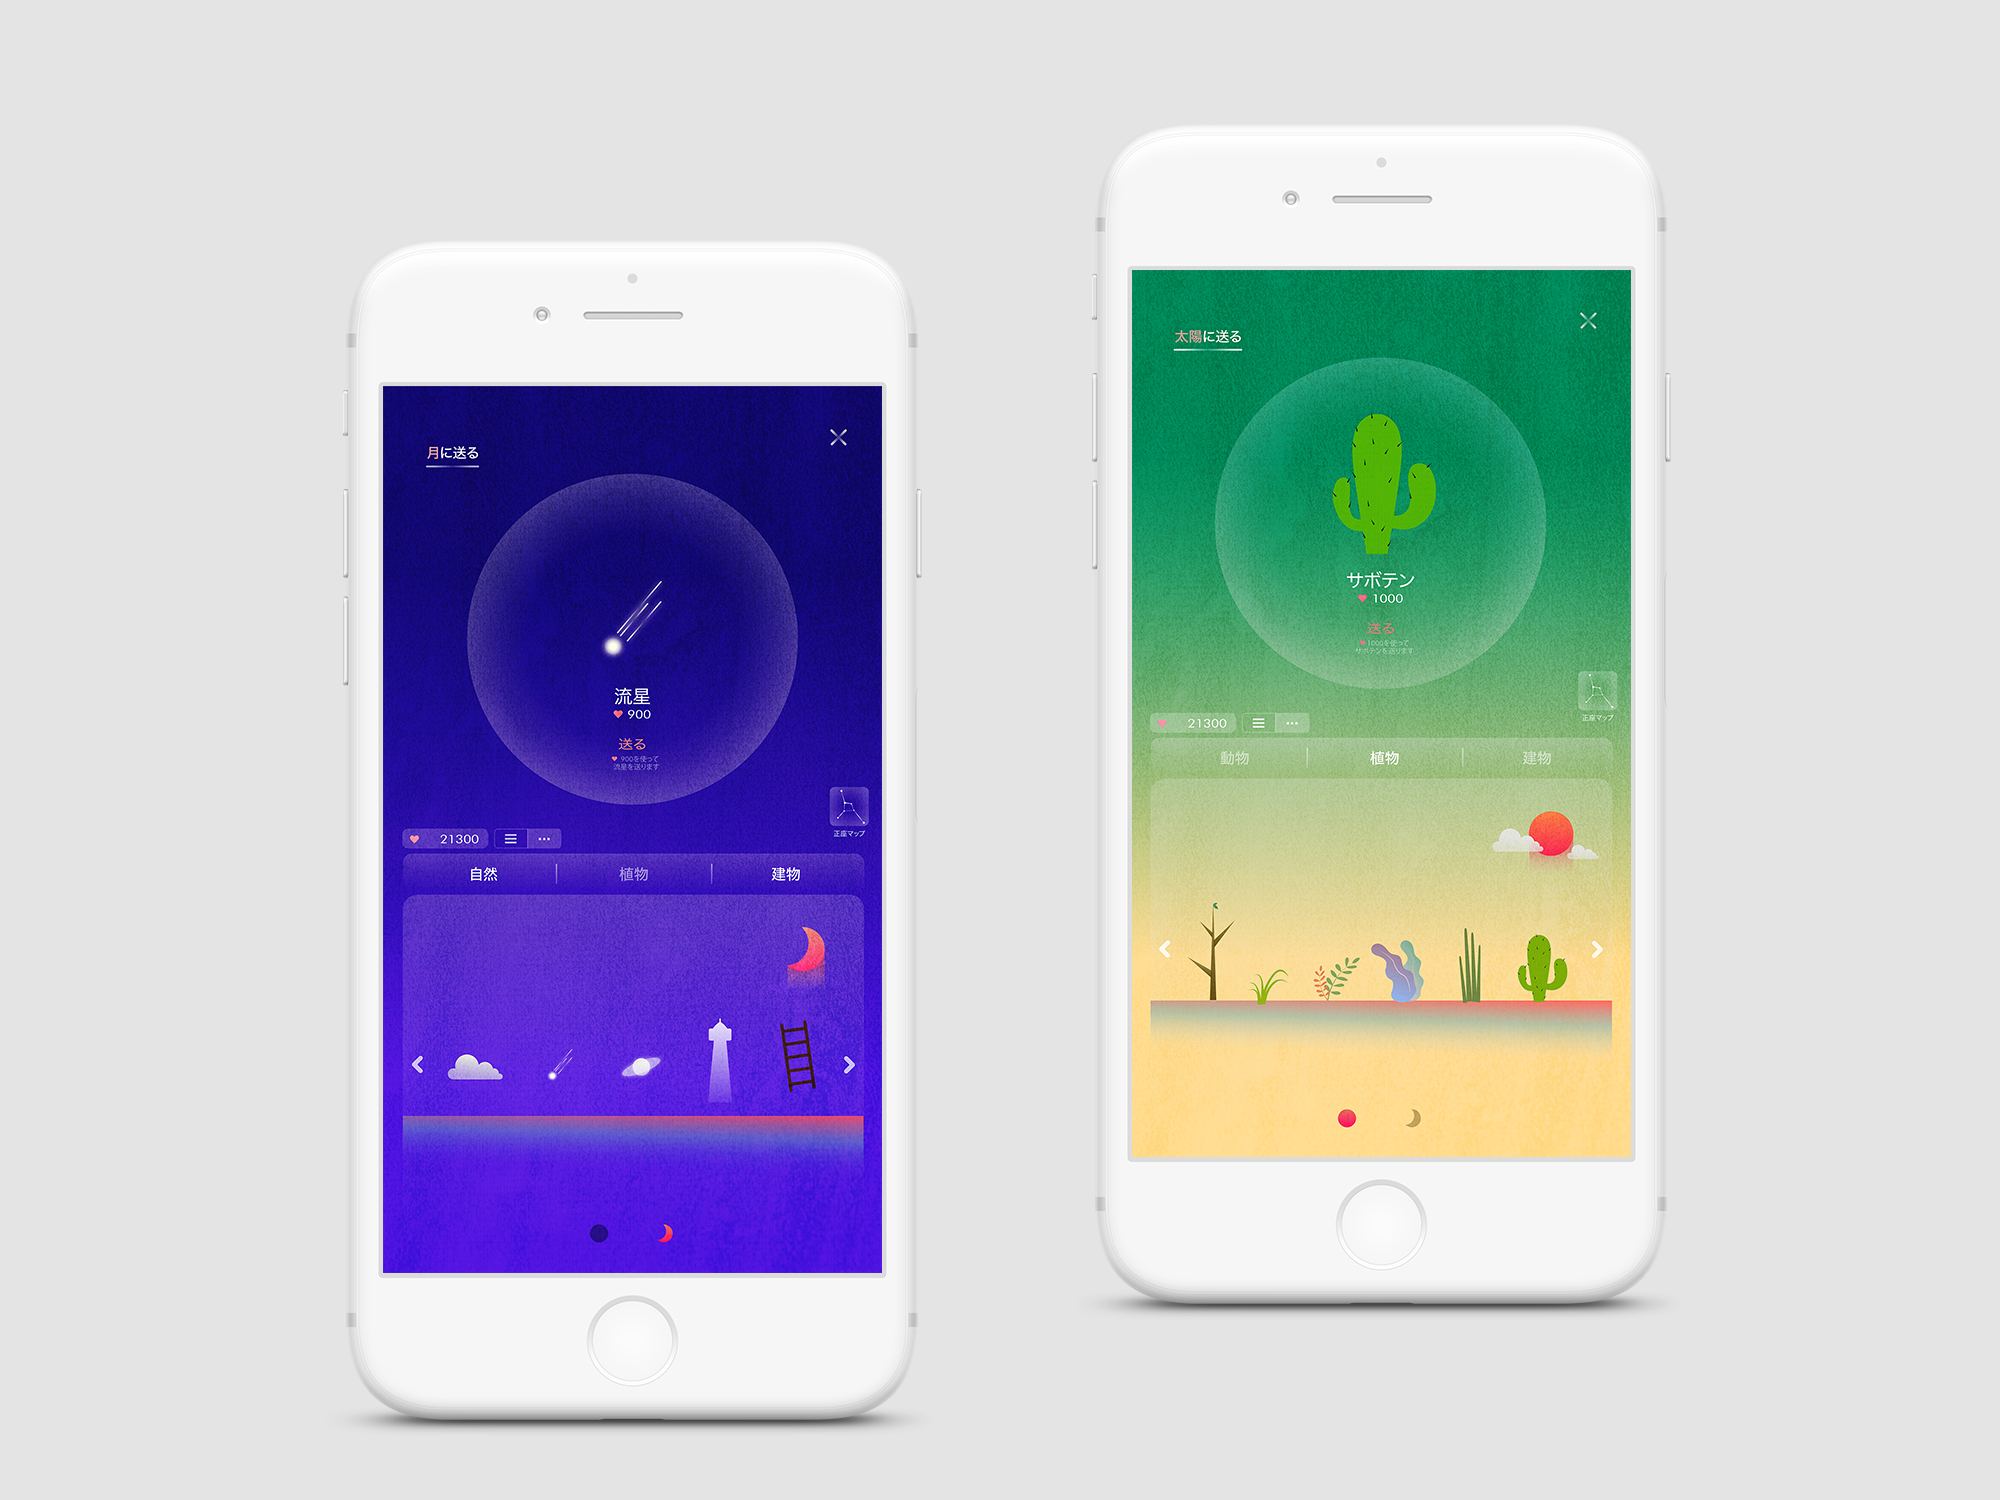 月に送る
流星
900
送る
900を使って
流星を送ります
正座マップ
21300
自然
植物
建物
太陽に送る
サボテン
1000
送る
1000を使って
サボテンを送ります
正座マップ
21300
動物
植物
建物